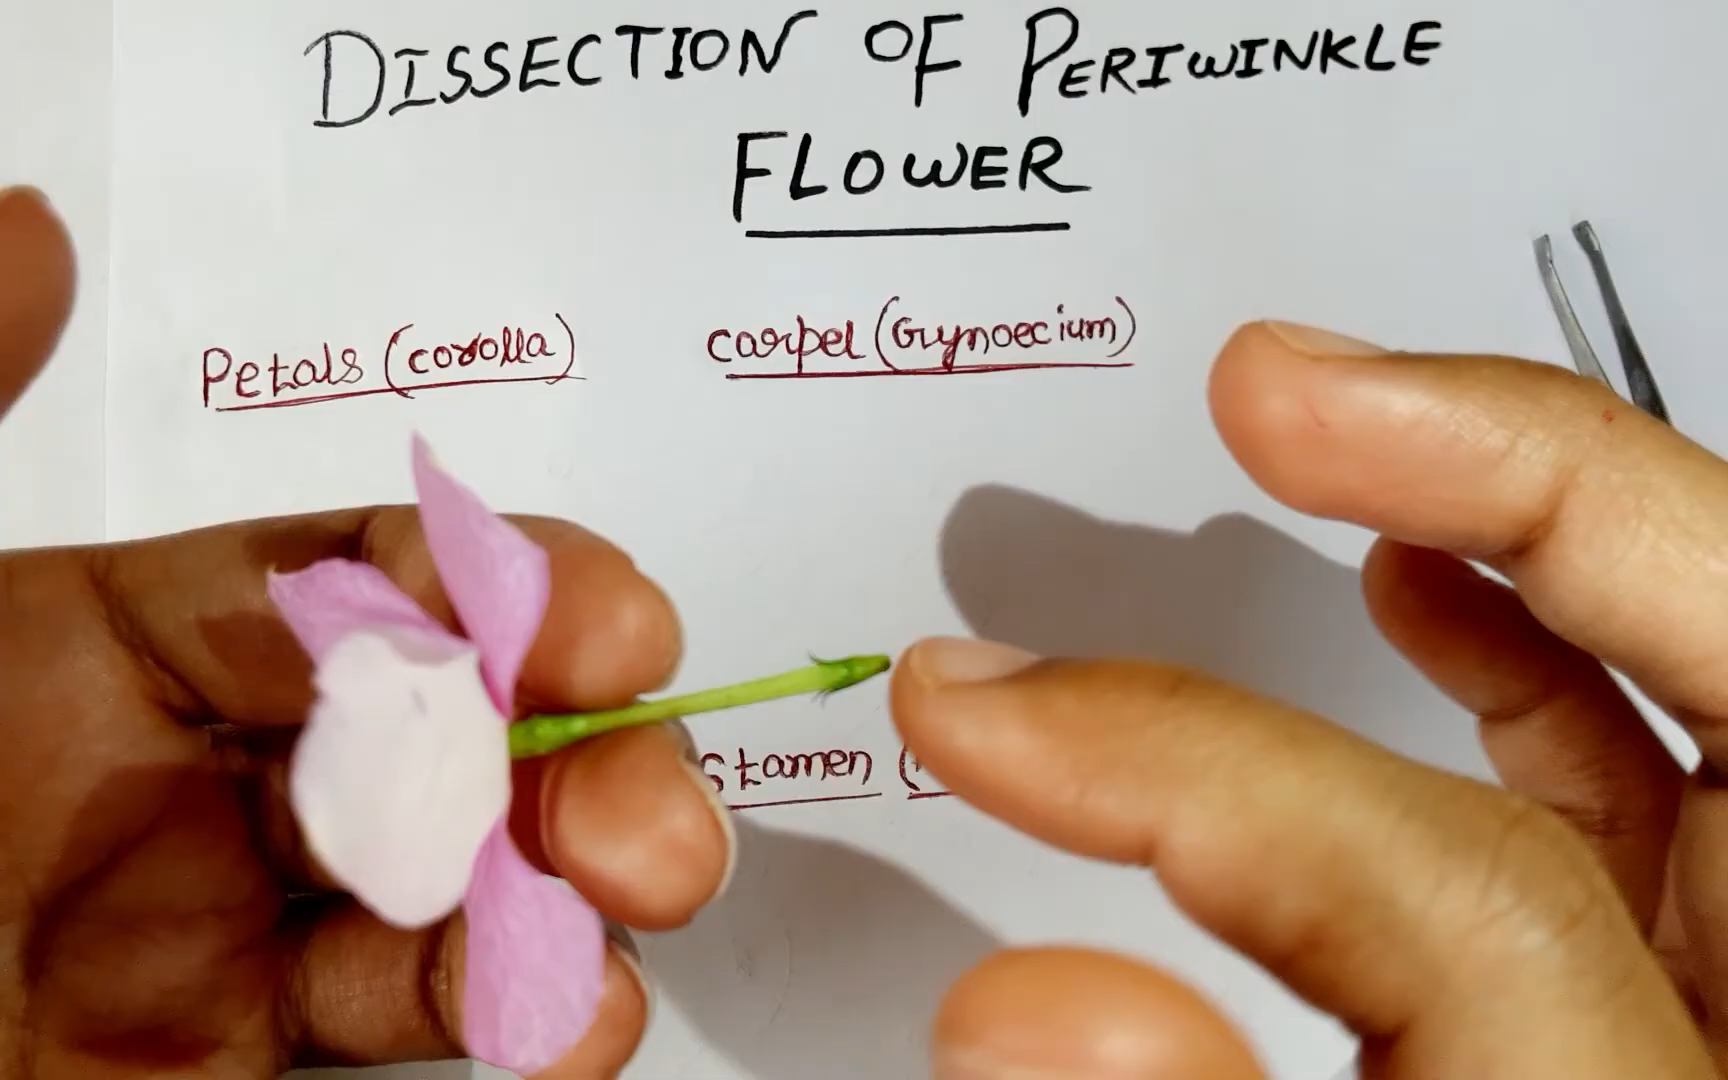 DISSECTION OF PERIWINKLE
FLOWER
Petals (corolla)
carpel (Gynoecium)
Stamen (